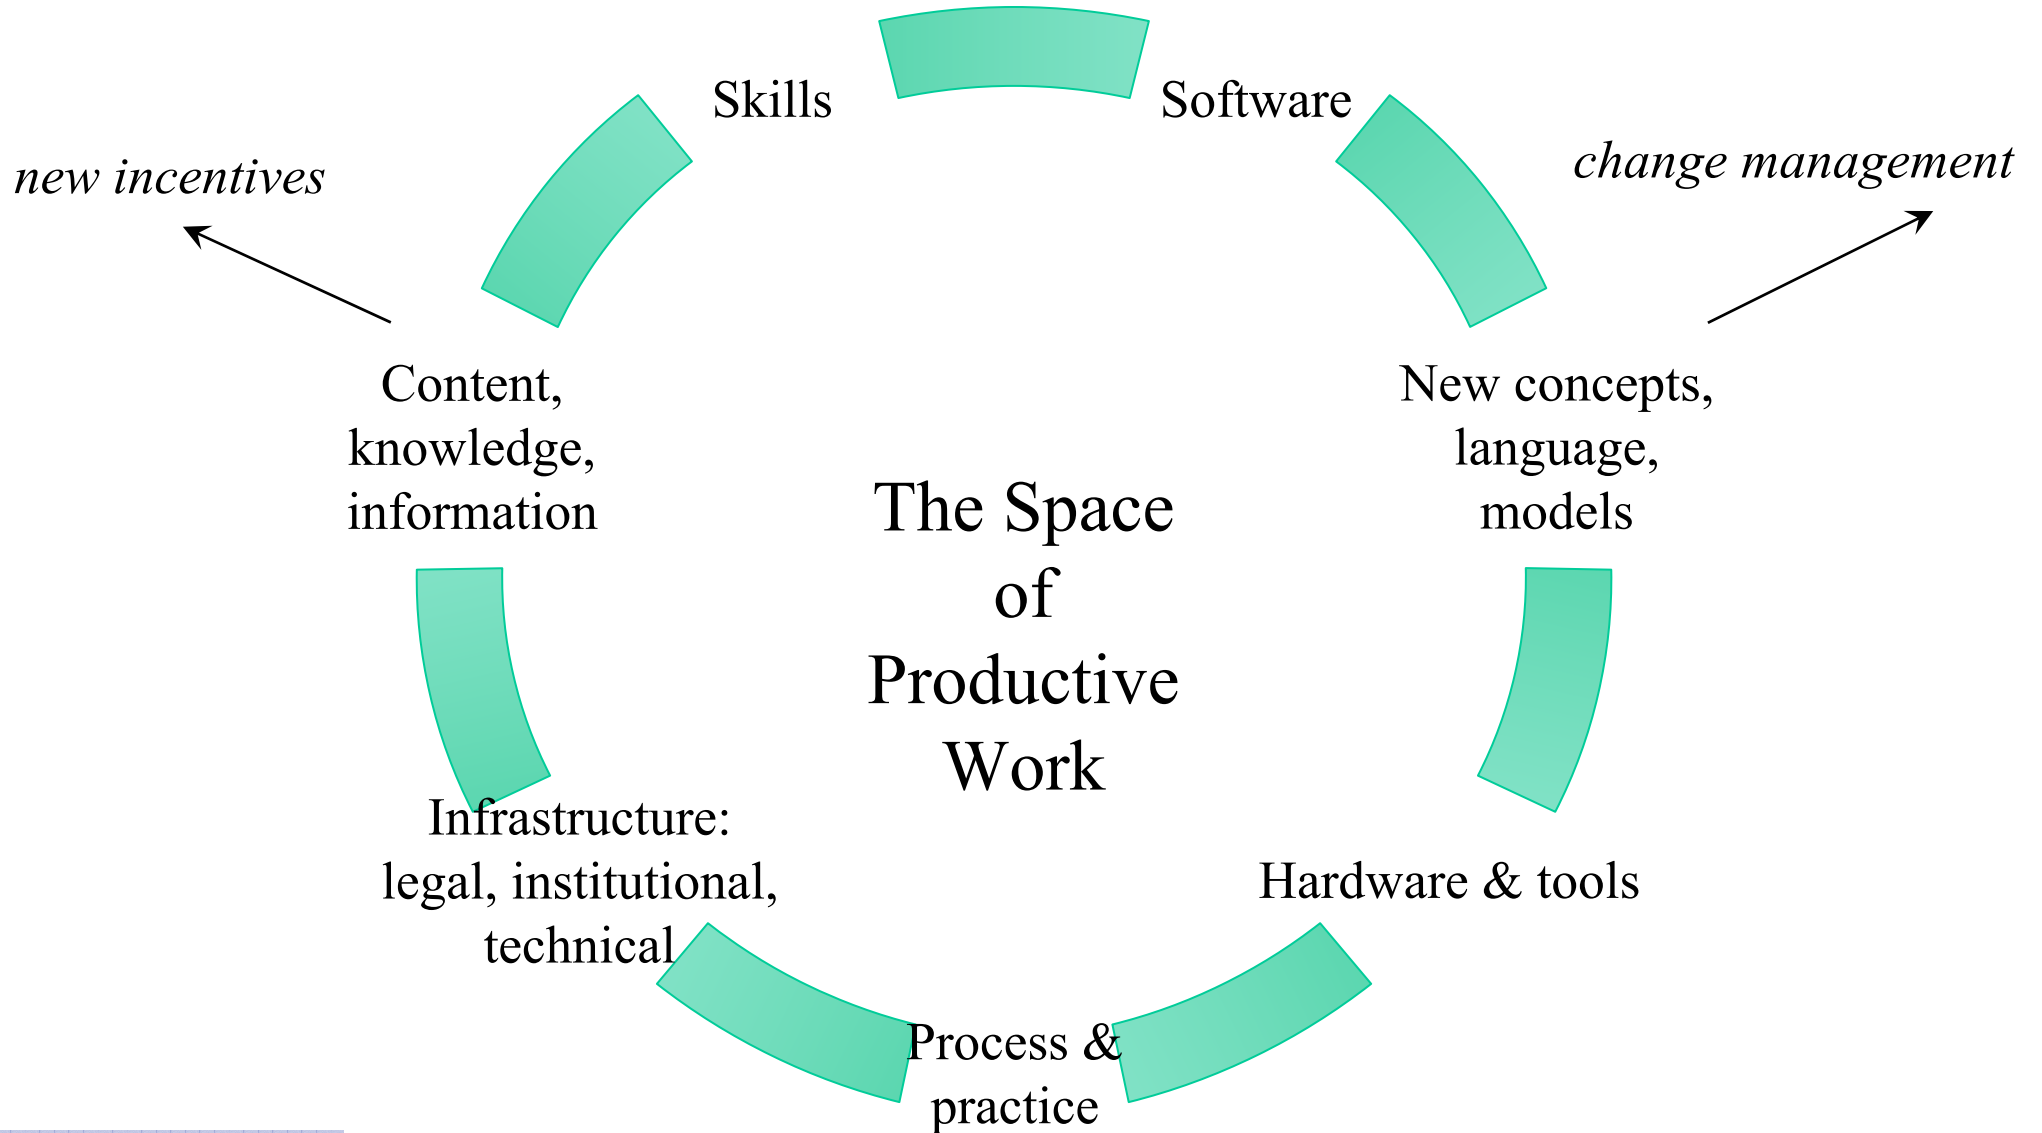 Skills
Software
new incentives
change management
Content,
knowledge,
information
New concepts,
language,
models
The Space
of
Productive
Work
Infrastructure:
legal, institutional,
technical
Hardware & tools
Process &
practice